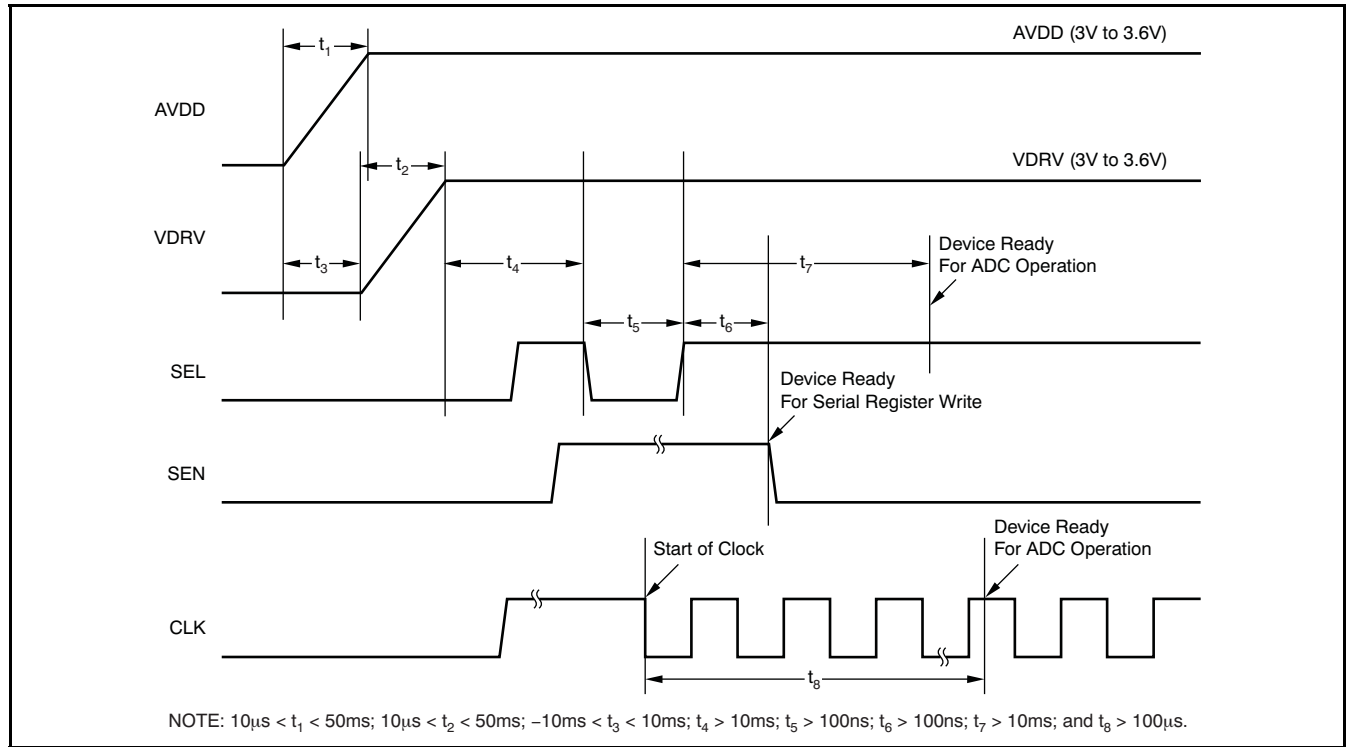 t1
AVDD (3V to 3.6V)
AVDD
t2
VDRV (3V to 3.6V)
VDRV
t3
t4
t7
Device Ready
For ADC Operation
t5
t6
SEL
Device Ready
For Serial Register Write
SEN
Start of Clock
Device Ready
For ADC Operation
CLK
t8
NOTE: 10μs < t1 < 50ms; 10μs < t2 < 50ms; −10ms < t3 < 10ms; t4 > 10ms; t5 > 100ns; t6 > 100ns; t7 > 10ms; and t8 > 100μs.